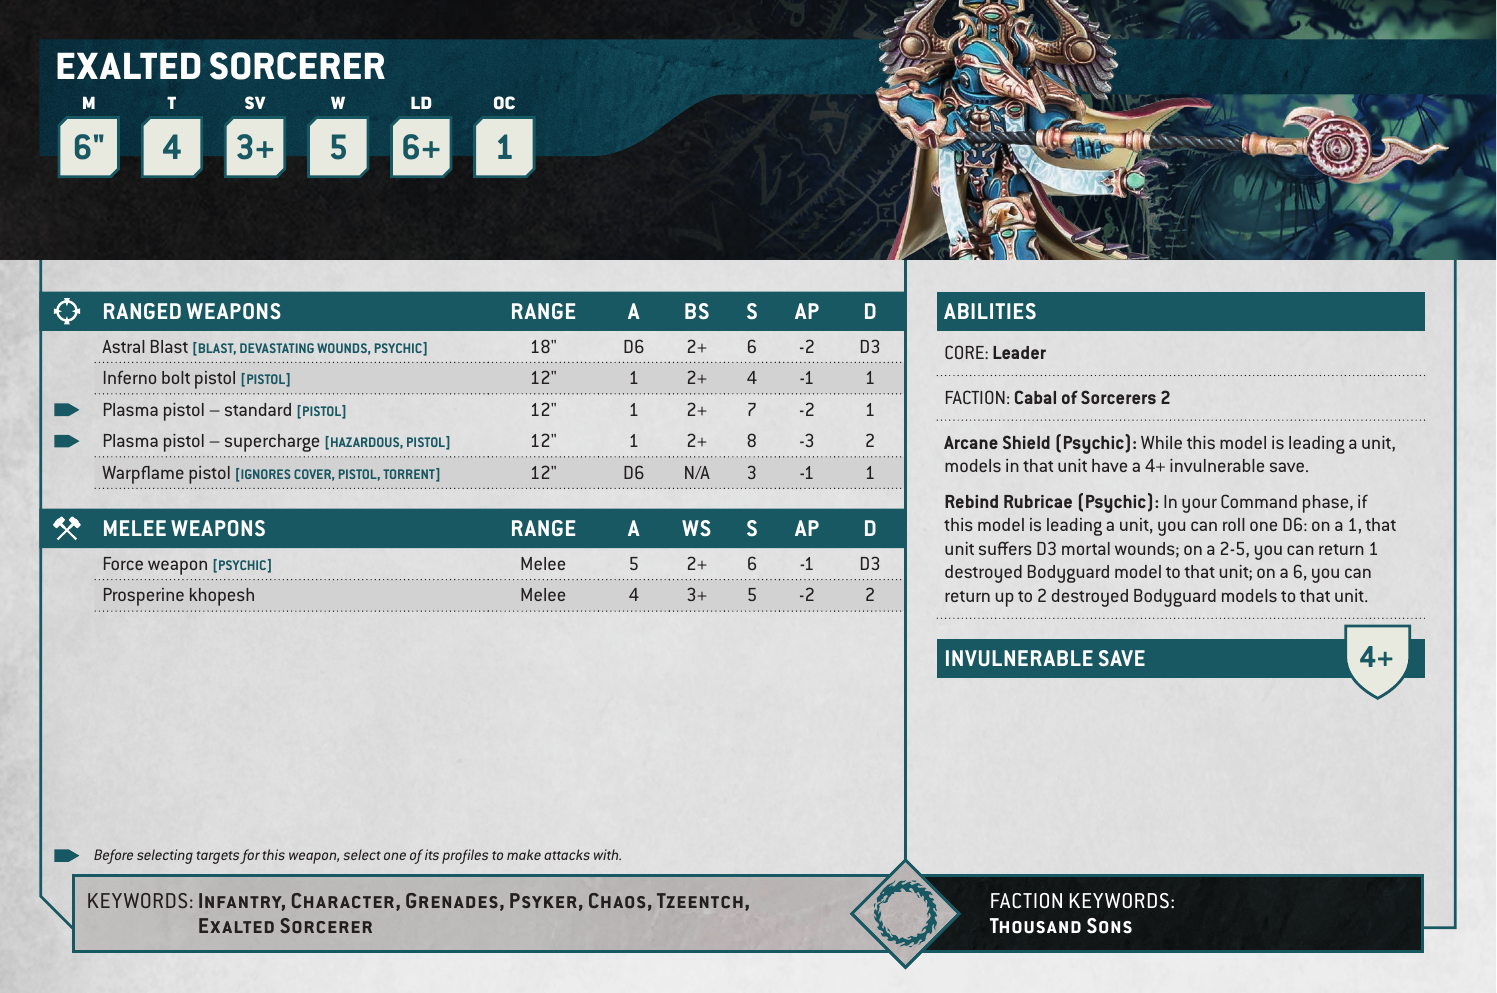 EXALTED SORCERER
M T SV W LD OC
6" 4 3+ 5 6+ 1
RANGED WEAPONS RANGE A BS S AP D
Astral Blast [BLAST, DEVASTATING WOUNDS, PSYCHIC] 18" D6 2+ 6 -2 D3
Inferno bolt pistol [PISTOL] 12" 1 2+ 4 -1 1
Plasma pistol – standard [PISTOL] 12" 1 2+ 7 -2 1
Plasma pistol – supercharge [HAZARDOUS, PISTOL] 12" 1 2+ 8 -3 2
Warpflame pistol [IGNORES COVER, PISTOL, TORRENT] 12" D6 N/A 3 -1 1
MELEE WEAPONS RANGE A WS S AP D
Force weapon [PSYCHIC] Melee 5 2+ 6 -1 D3
Prosperine khopesh Melee 4 3+ 5 -2 2
Before selecting targets for this weapon, select one of its profiles to make attacks with.
ABILITIES
CORE: Leader
FACTION: Cabal of Sorcerers 2
Arcane Shield (Psychic): While this model is leading a unit,
models in that unit have a 4+ invulnerable save.
Rebind Rubricae (Psychic): In your Command phase, if
this model is leading a unit, you can roll one D6: on a 1, that
unit suffers D3 mortal wounds; on a 2-5, you can return 1
destroyed Bodyguard model to that unit; on a 6, you can
return up to 2 destroyed Bodyguard models to that unit.
INVULNERABLE SAVE 4+
KEYWORDS: INFANTRY, CHARACTER, GRENADES, PSYKER, CHAOS, TZEENTCH,
EXALTED SORCERER
FACTION KEYWORDS:
THOUSAND SONS